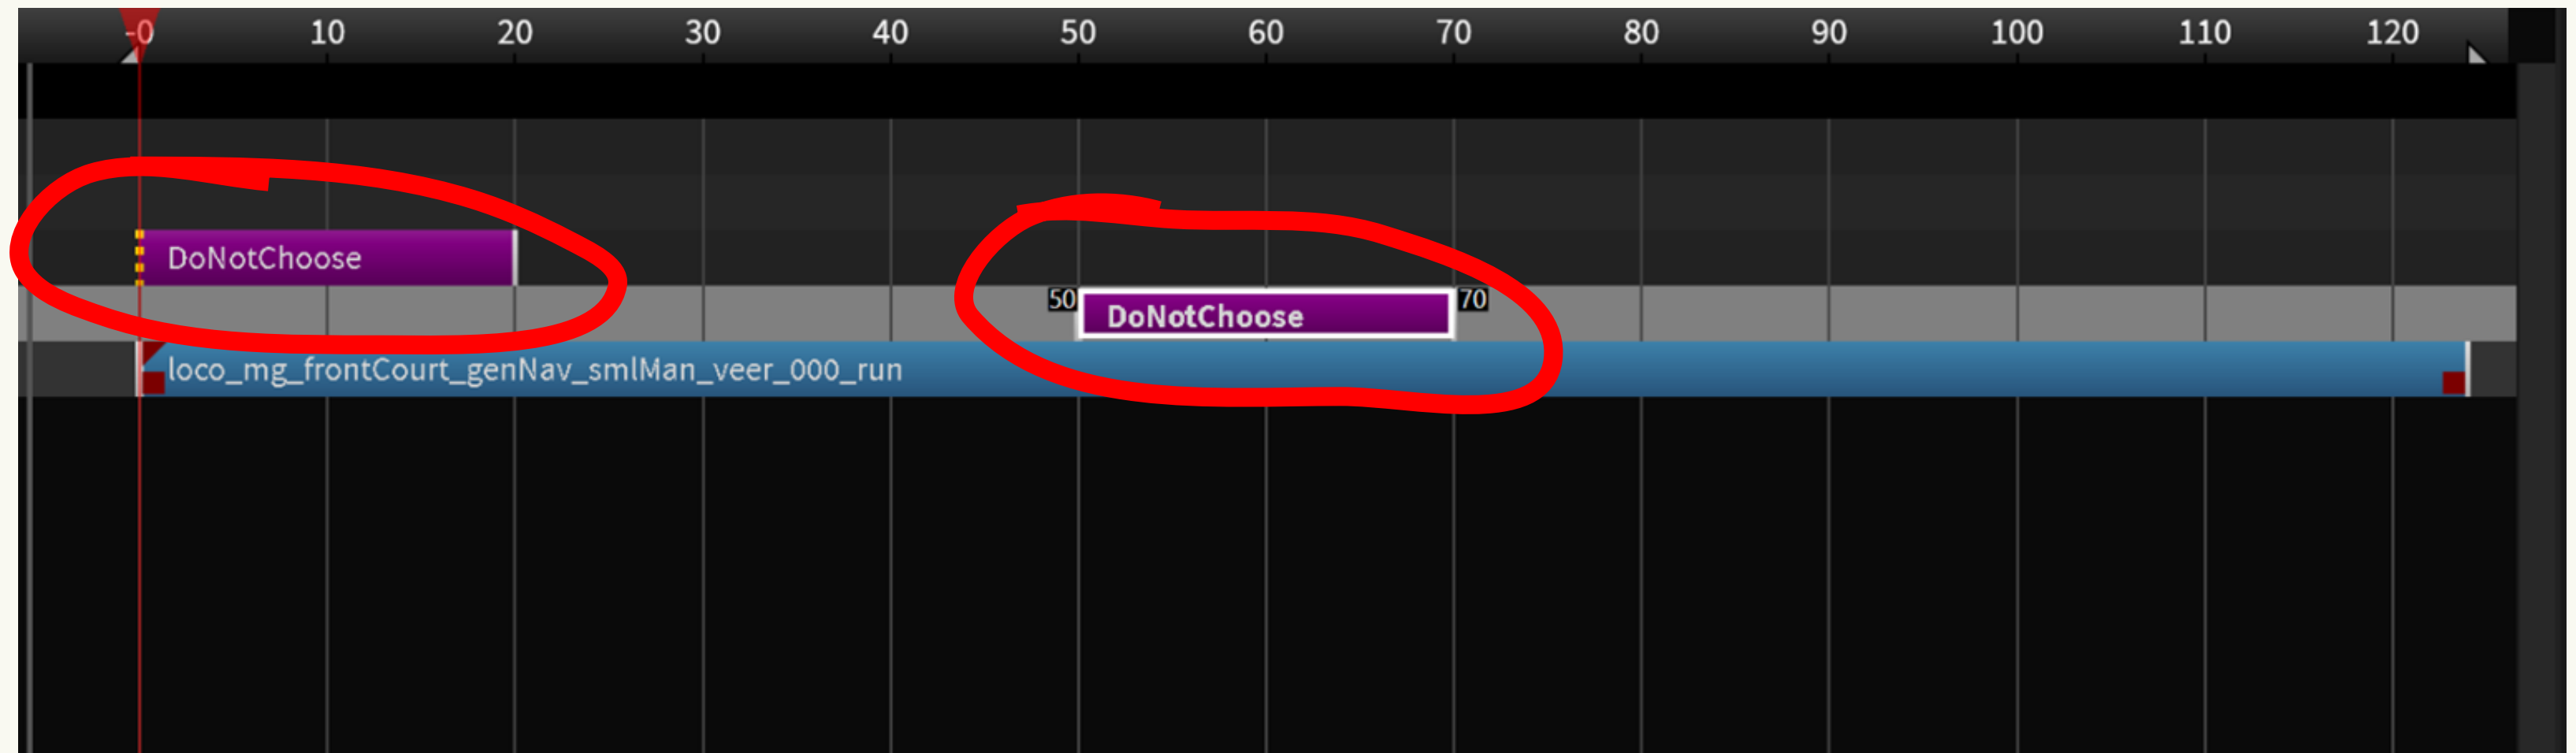 -0 10 20 30 40 50 60 70 80 90 100 110 120
DoNotChoose
50 DoNotChoose 70
loco_mg_frontCourt_genNav_smlMan_veer_000_run